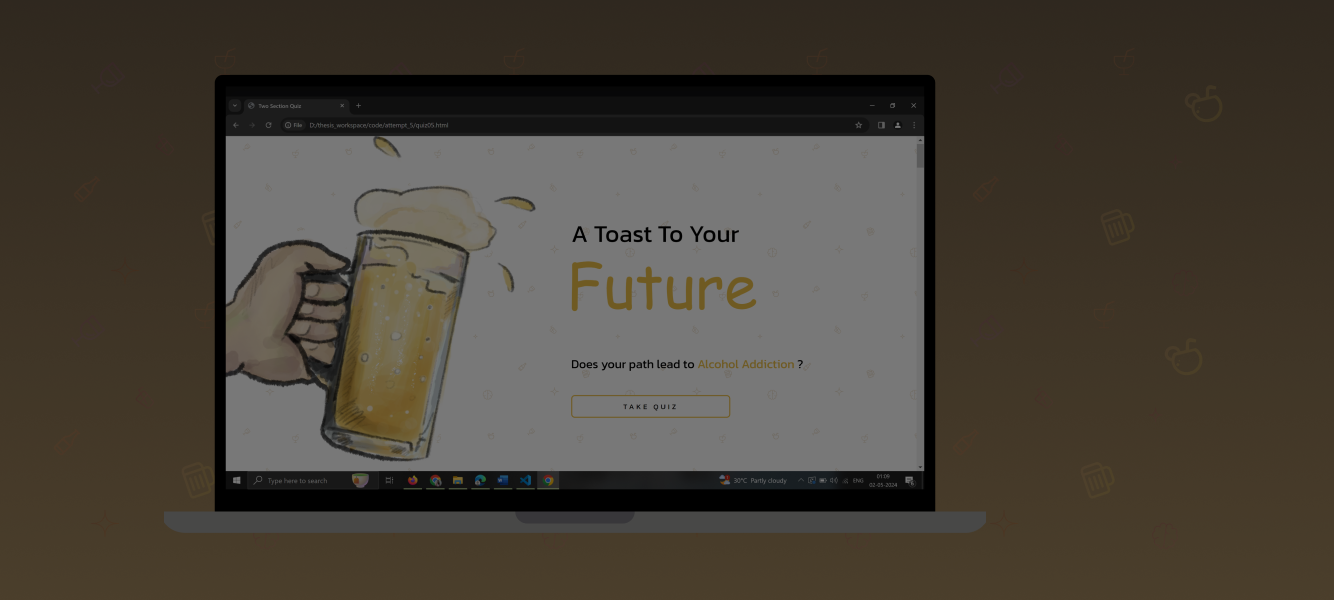 Two Section Quiz
File D:/thesis_workspace/code/attempt_5/quiz05.html
A Toast To Your
Future
Does your path lead to Alcohol Addiction ?
TAKE QUIZ
Type here to search
30°C Partly cloudy
ENG
01:09
02-05-2024